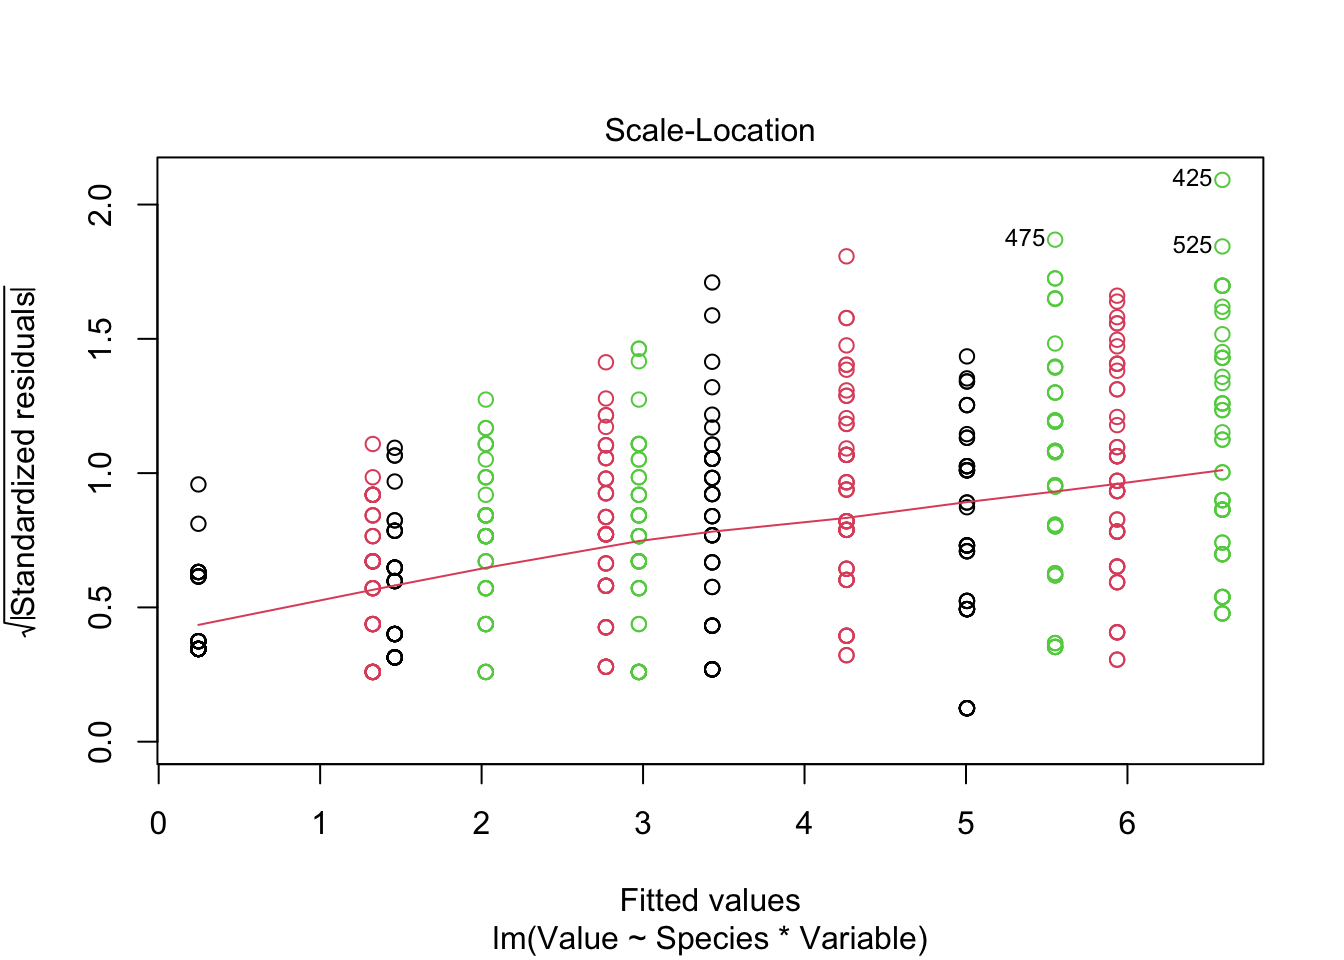 Scale-Location
√|Standardized residuals|
2.0
1.5
1.0
0.5
0.0
425
475
525
0 1 2 3 4 5 6
Fitted values
lm(Value ~ Species * Variable)